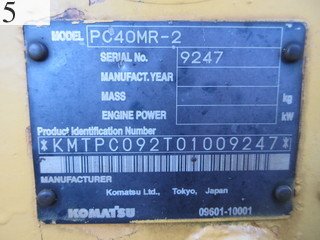 5
MODEL PC40MR-2
SERIAL No. 9247
MANUFACT. YEAR
MASS kg
ENGINE POWER kW
Product Identification Number
*KMTPC092T01009247*
MANUFACTURER
Komatsu Ltd., Tokyo, Japan
KOMATSU 09601-10001